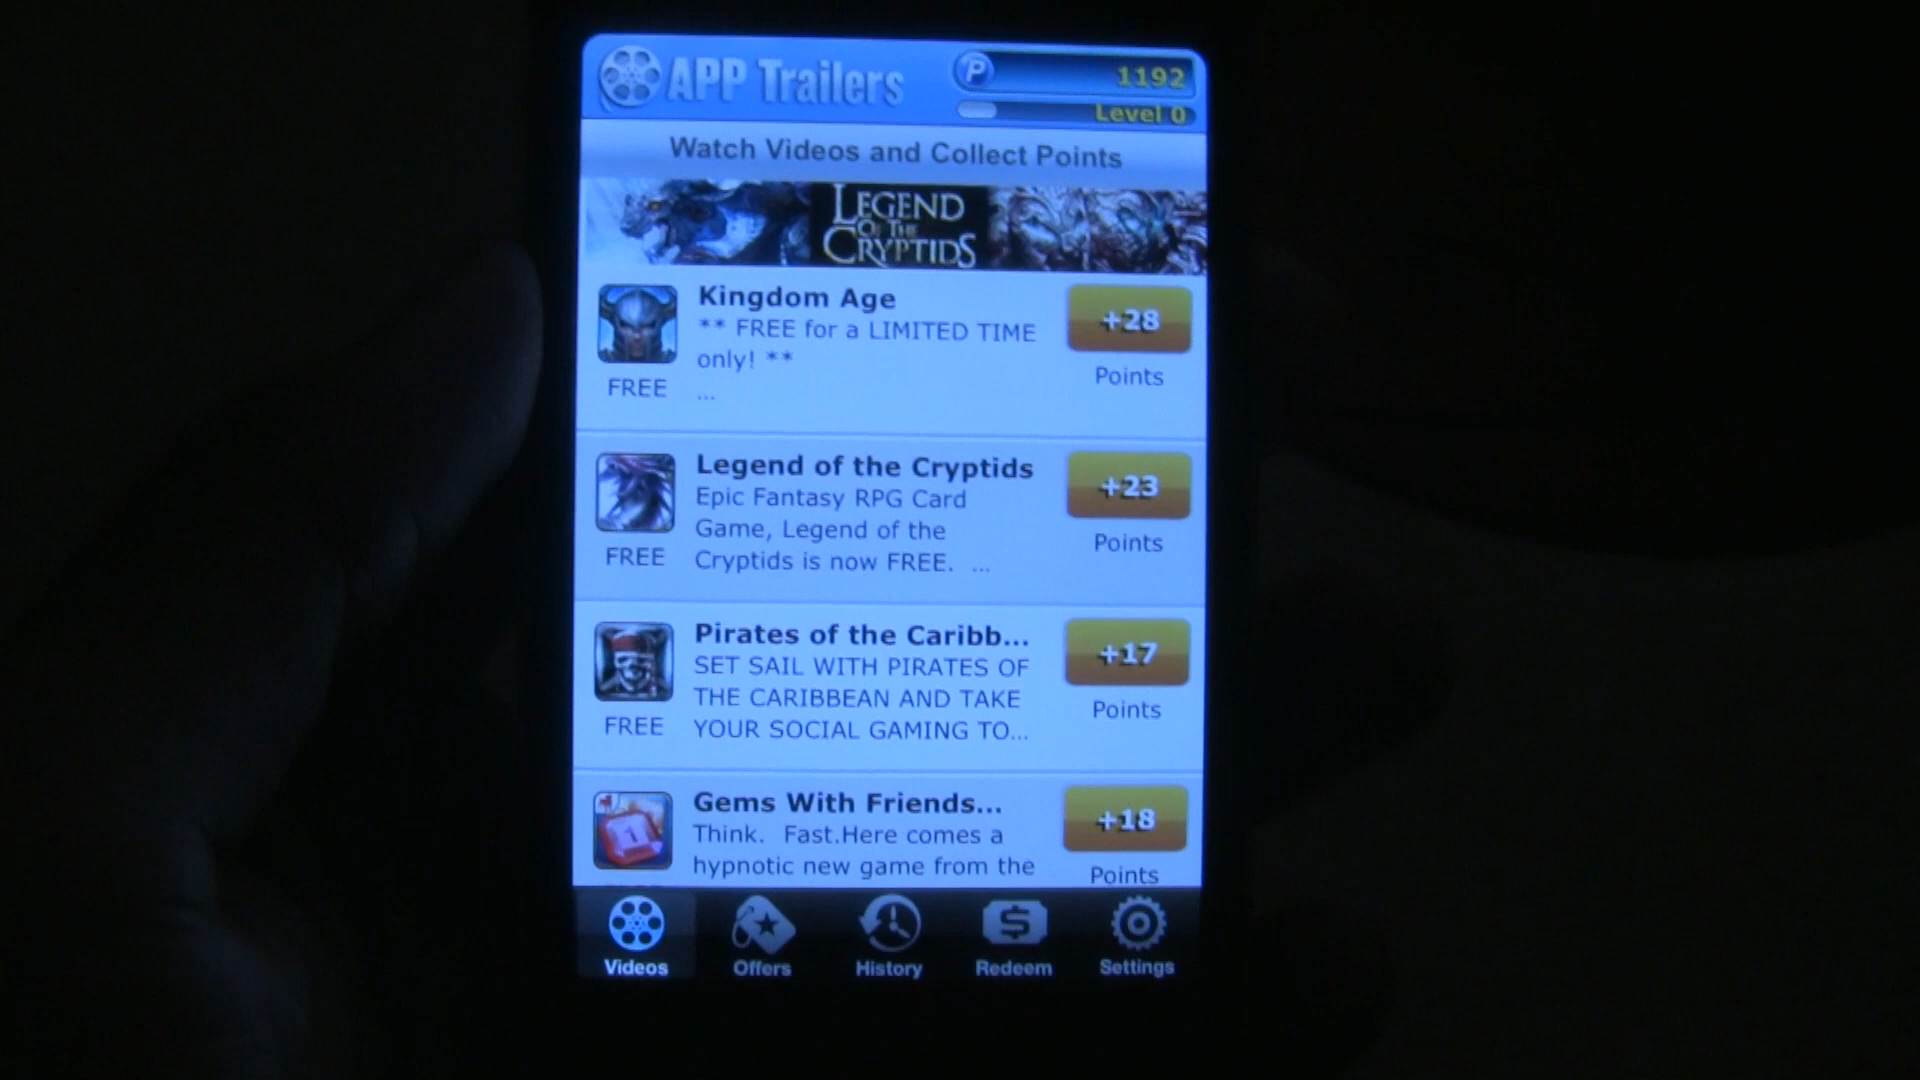 APP Trailers
P 1192
Level 0
Watch Videos and Collect Points
LEGEND
OF THE
CRYPTIDS
Kingdom Age
** FREE for a LIMITED TIME
only! **
...
FREE
+28
Points
Legend of the Cryptids
Epic Fantasy RPG Card
Game, Legend of the
Cryptids is now FREE. ...
FREE
+23
Points
Pirates of the Caribb...
SET SAIL WITH PIRATES OF
THE CARIBBEAN AND TAKE
YOUR SOCIAL GAMING TO...
FREE
+17
Points
Gems With Friends...
Think. Fast.Here comes a
hypnotic new game from the
1
+18
Points
Videos
Offers
History
Redeem
Settings